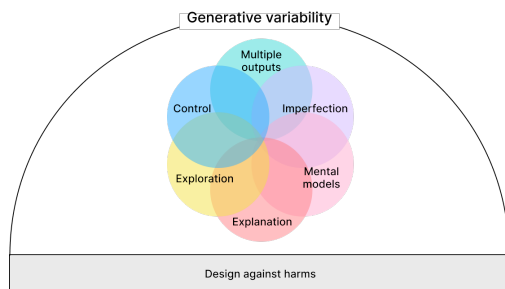 Generative variability
Multiple
outputs
Control
Imperfection
Exploration
Mental
models
Explanation
Design against harms